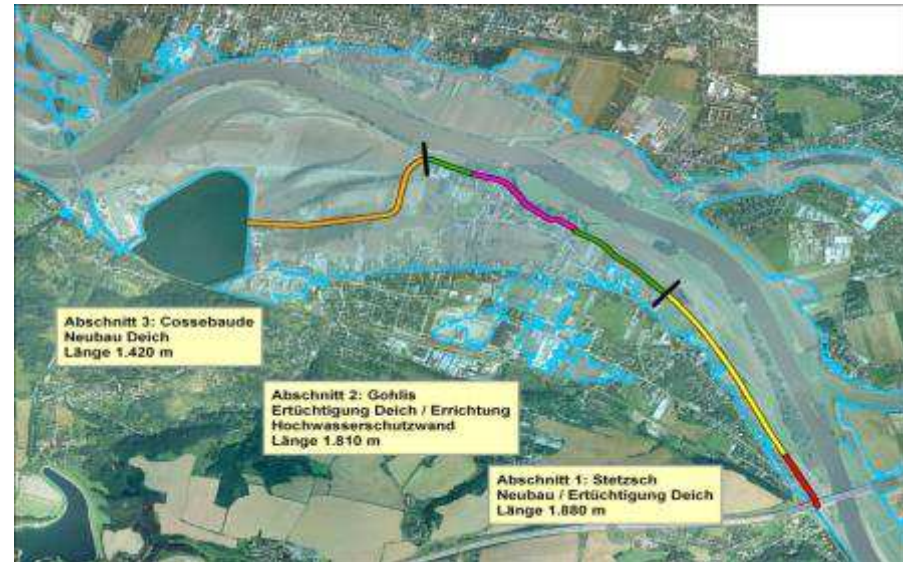 Abschnitt 3: Cossebaude
Neubau Deich
Länge 1.420 m
Abschnitt 2: Gohlis
Ertüchtigung Deich / Errichtung
Hochwasserschutzwand
Länge 1.810 m
Abschnitt 1: Stetzsch
Neubau / Ertüchtigung Deich
Länge 1.880 m